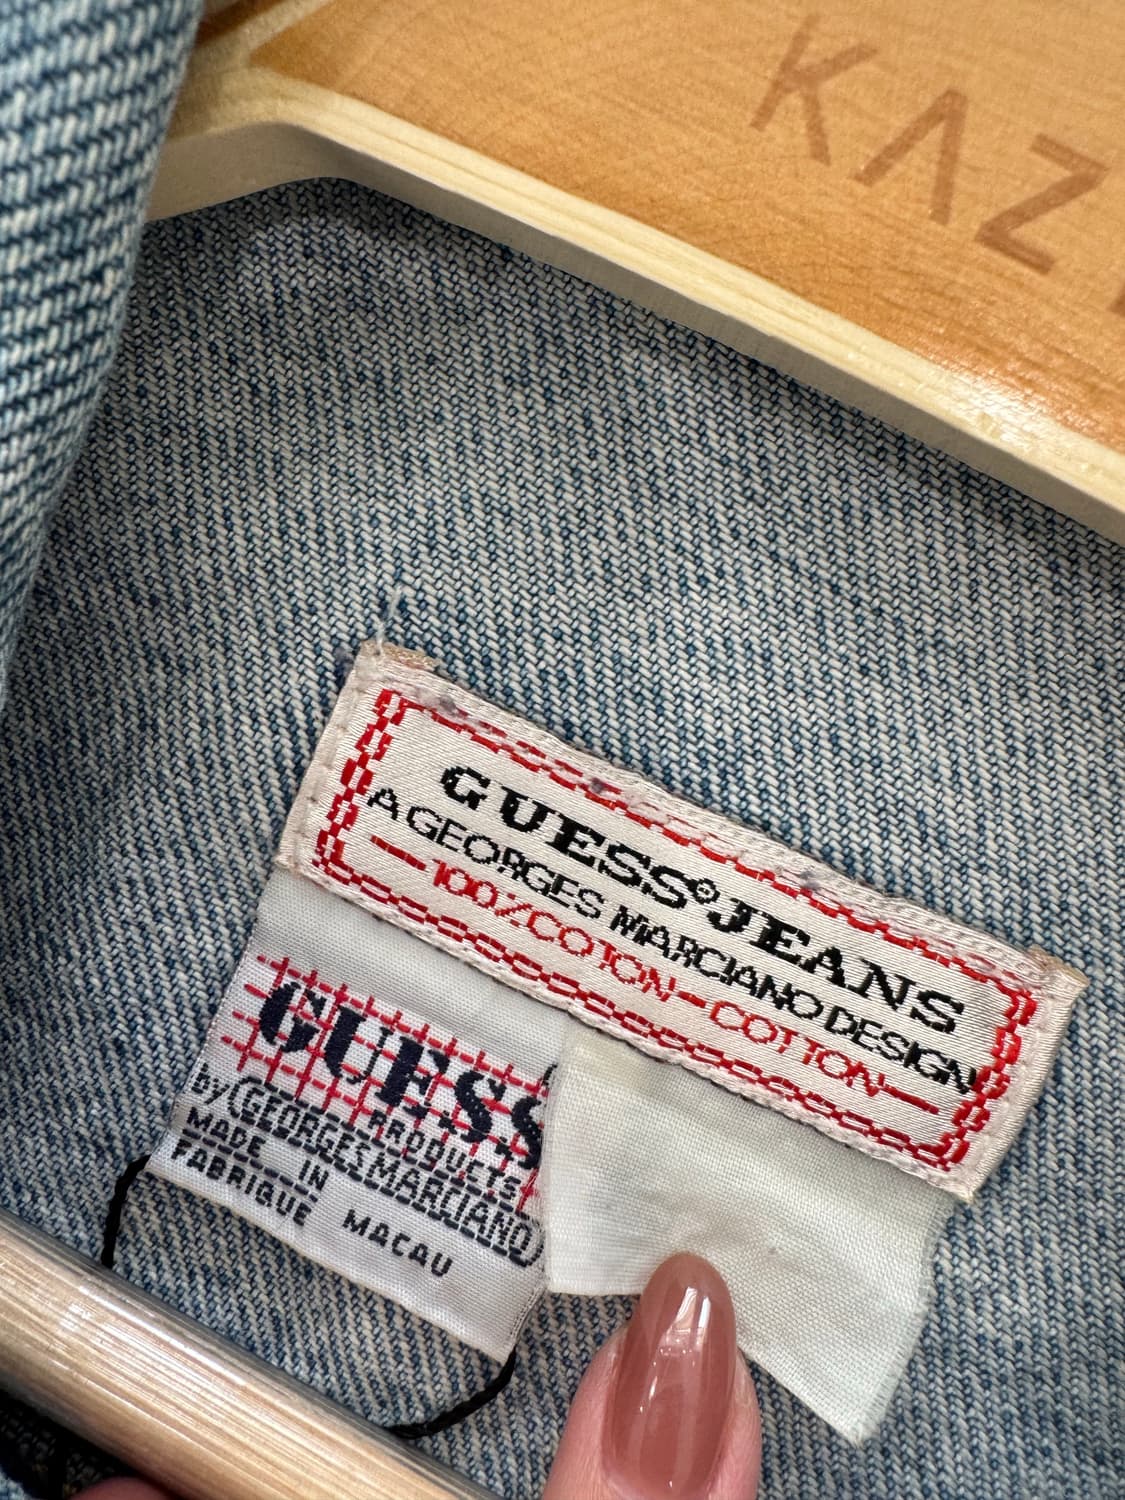 KAZ
GUESS® JEANS
A GEORGES MARCIANO DESIGN
—100%COTTON—COTTON—
GUESS
PRODUCTS
by (GEORGES MARCIANO)
MADE IN
FABRIQUE MACAU